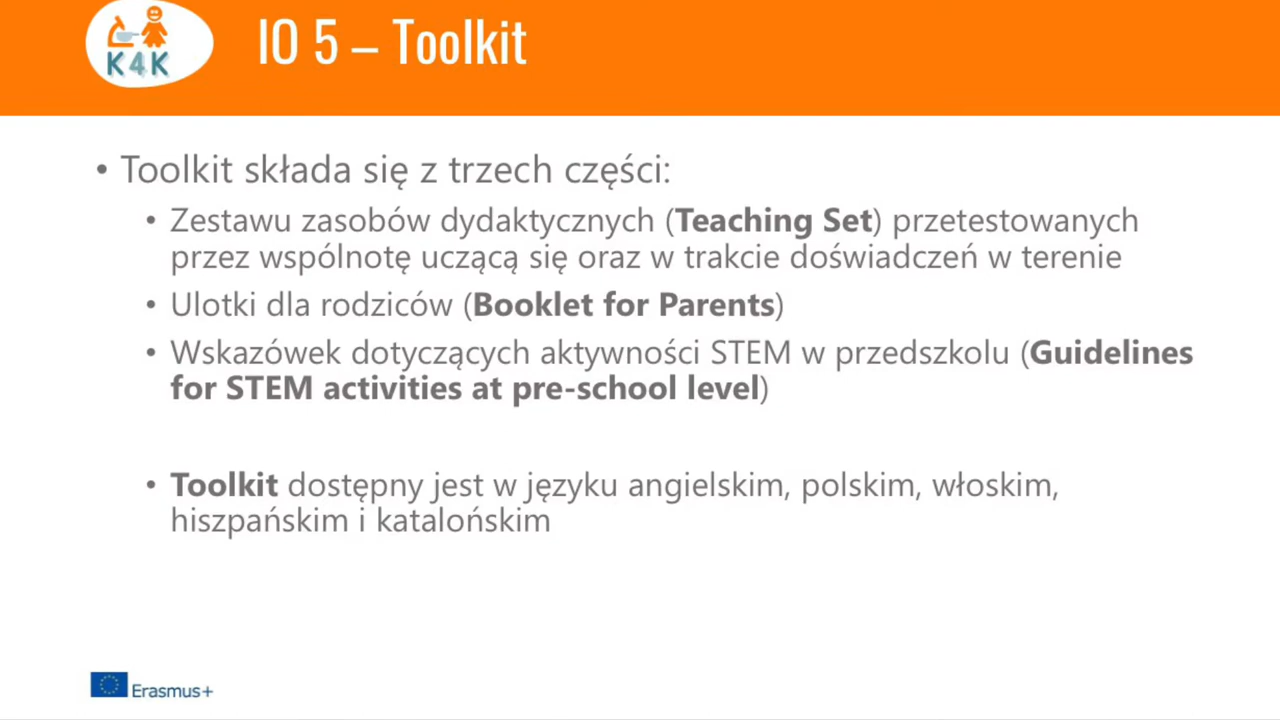 K4K
IO 5 – Toolkit
• Toolkit składa się z trzech części:
• Zestawu zasobów dydaktycznych (Teaching Set) przetestowanych
przez wspólnotę uczącą się oraz w trakcie doświadczeń w terenie
• Ulotki dla rodziców (Booklet for Parents)
• Wskazówek dotyczących aktywności STEM w przedszkolu (Guidelines
for STEM activities at pre-school level)
• Toolkit dostępny jest w języku angielskim, polskim, włoskim,
hiszpańskim i katalońskim
Erasmus+